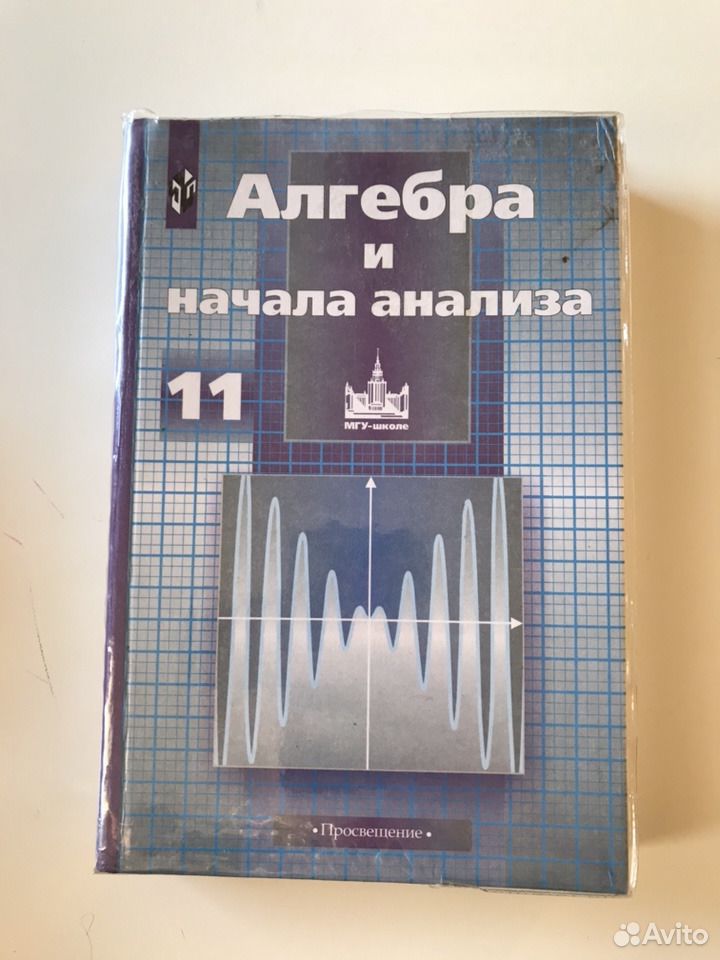 Алгебра
и
начала анализа
11
МГУ-школе
• Просвещение •
Avito